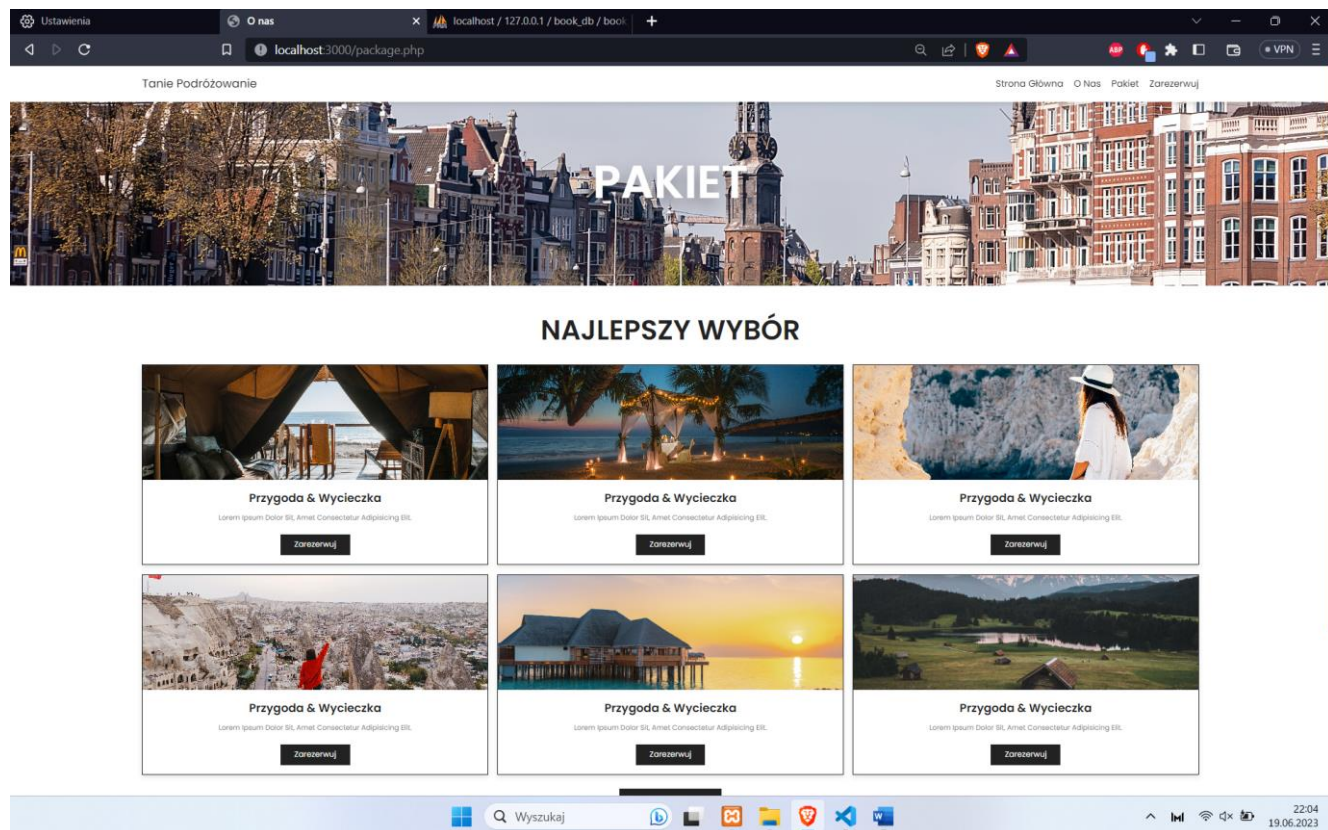 Ustawienia
O nas
localhost / 127.0.0.1 / book_db / book
localhost:3000/package.php
ABP
VPN
Tanie Podróżowanie
Strona Główna O Nas Pakiet Zarezerwuj
PAKIET
NAJLEPSZY WYBÓR
Przygoda & Wycieczka
Lorem Ipsum Dolor Sit, Amet Consectetur Adipisicing Elit.
Zarezerwuj
Przygoda & Wycieczka
Lorem Ipsum Dolor Sit, Amet Consectetur Adipisicing Elit.
Zarezerwuj
Przygoda & Wycieczka
Lorem Ipsum Dolor Sit, Amet Consectetur Adipisicing Elit.
Zarezerwuj
Przygoda & Wycieczka
Lorem Ipsum Dolor Sit, Amet Consectetur Adipisicing Elit.
Zarezerwuj
Przygoda & Wycieczka
Lorem Ipsum Dolor Sit, Amet Consectetur Adipisicing Elit.
Zarezerwuj
Przygoda & Wycieczka
Lorem Ipsum Dolor Sit, Amet Consectetur Adipisicing Elit.
Zarezerwuj
Wyszukaj
22:04
19.06.2023